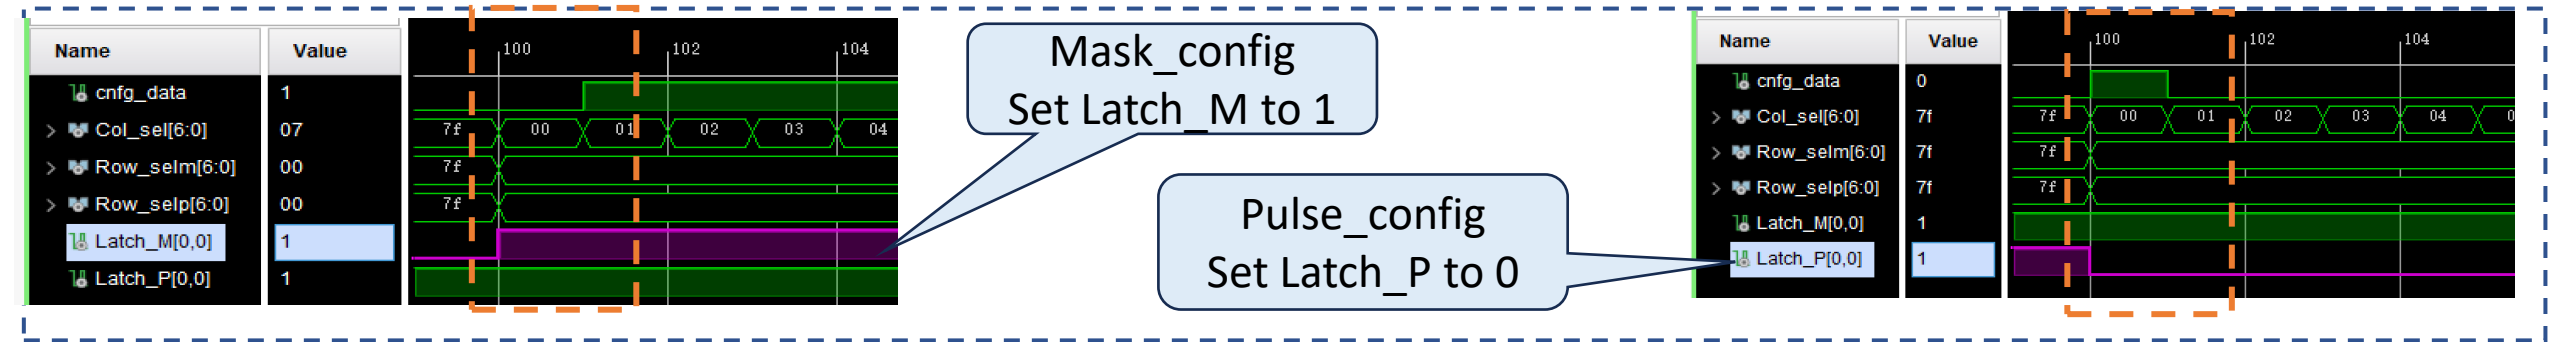 Name Value
100 102 104
cnfg_data 1
> Col_sel[6:0] 07 7f 00 01 02 03 04
> Row_selm[6:0] 00 7f
> Row_selp[6:0] 00 7f
Latch_M[0,0] 1
Latch_P[0,0] 1
Mask_config
Set Latch_M to 1
Pulse_config
Set Latch_P to 0
Name Value
100 102 104
cnfg_data 0
> Col_sel[6:0] 7f 7f 00 01 02 03 04 0
> Row_selm[6:0] 7f 7f
> Row_selp[6:0] 7f 7f
Latch_M[0,0] 1
Latch_P[0,0] 1